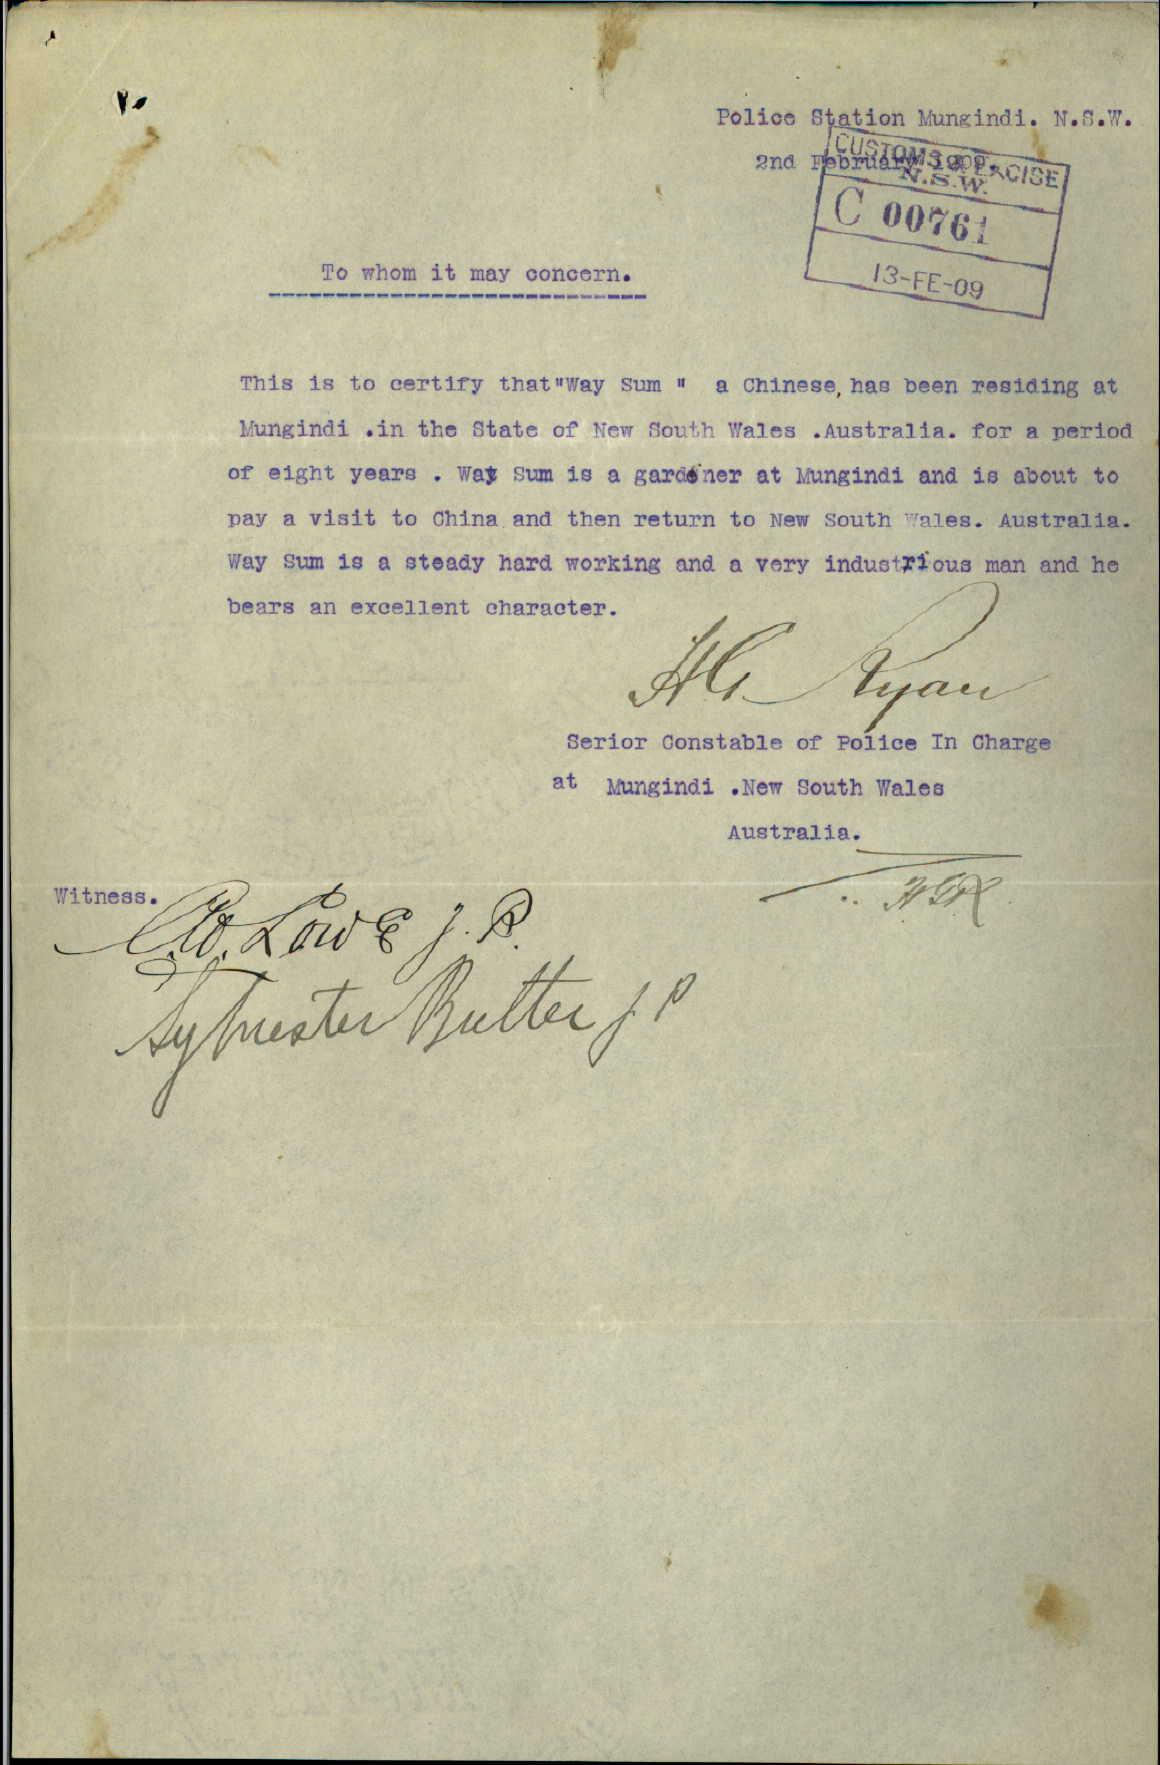 Police Station Mungindi. N.S.W.
2nd February 1909.
CUSTOMS & EXCISE
N.S.W.
C 00761
13-FE-09
To whom it may concern.
This is to certify that"Way Sum " a Chinese, has been residing at
Mungindi .in the State of New South Wales .Australia. for a period
of eight years . Way Sum is a gardener at Mungindi and is about to
pay a visit to China and then return to New South Wales. Australia.
Way Sum is a steady hard working and a very industrious man and he
bears an excellent character.
H G Ryan
Serior Constable of Police In Charge
at Mungindi .New South Wales
Australia.
HGR
Witness.
Lowe J.P.
Sylvester Butler J P